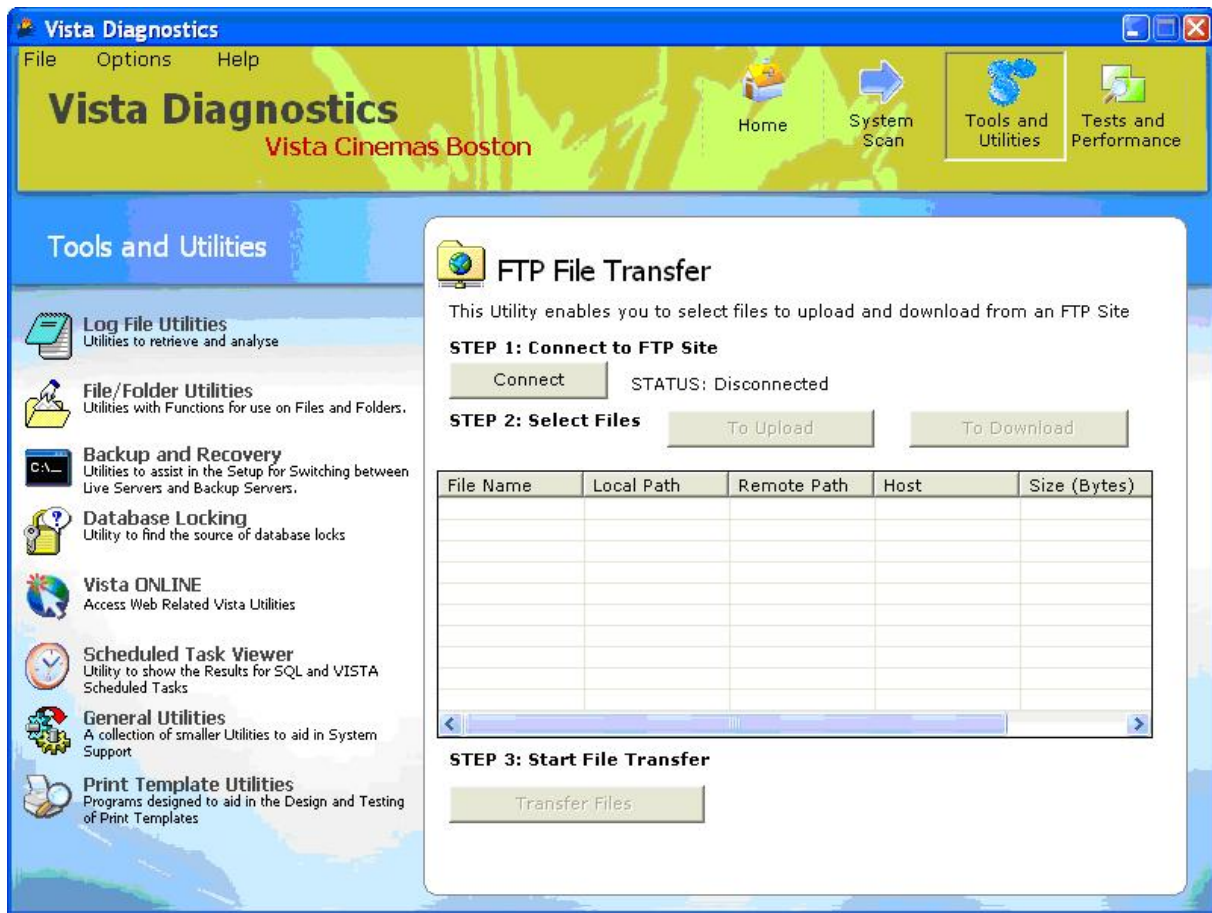 Vista Diagnostics
File Options Help
Vista Diagnostics
Vista Cinemas Boston
Home
System Scan
Tools and Utilities
Tests and Performance
Tools and Utilities
Log File Utilities
Utilities to retrieve and analyse
File/Folder Utilities
Utilities with Functions for use on Files and Folders.
C:\_
Backup and Recovery
Utilities to assist in the Setup for Switching between
Live Servers and Backup Servers.
Database Locking
Utility to find the source of database locks
Vista ONLINE
Access Web Related Vista Utilities
Scheduled Task Viewer
Utility to show the Results for SQL and VISTA
Scheduled Tasks
General Utilities
A collection of smaller Utilities to aid in System
Support
Print Template Utilities
Programs designed to aid in the Design and Testing
of Print Templates
FTP File Transfer
This Utility enables you to select files to upload and download from an FTP Site
STEP 1: Connect to FTP Site
Connect STATUS: Disconnected
STEP 2: Select Files To Upload To Download
File Name Local Path Remote Path Host Size (Bytes)
STEP 3: Start File Transfer
Transfer Files